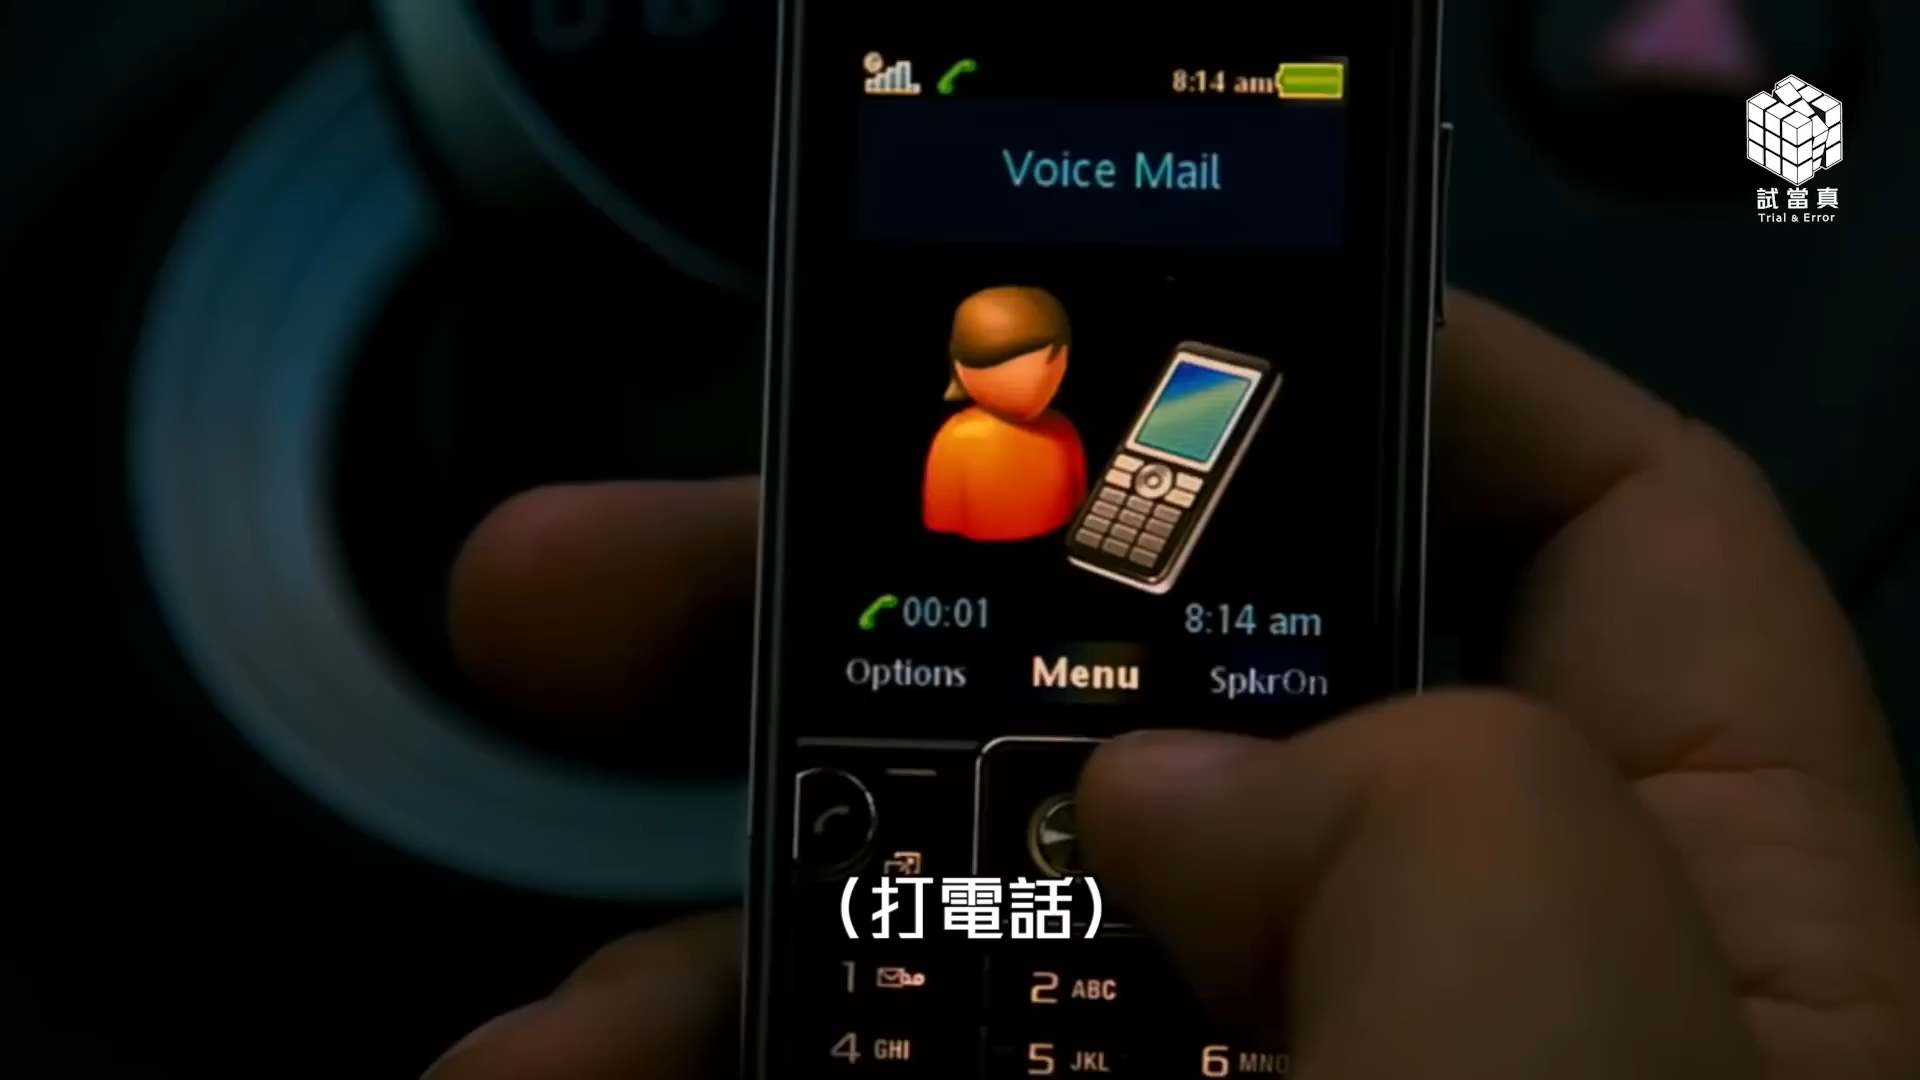 8:14 am
試當真
Trial & Error
Voice Mail
00:01
8:14 am
Options
Menu
SpkrOn
(打電話)
1
2 ABC
4 GHI
5 JKL
6 MNO